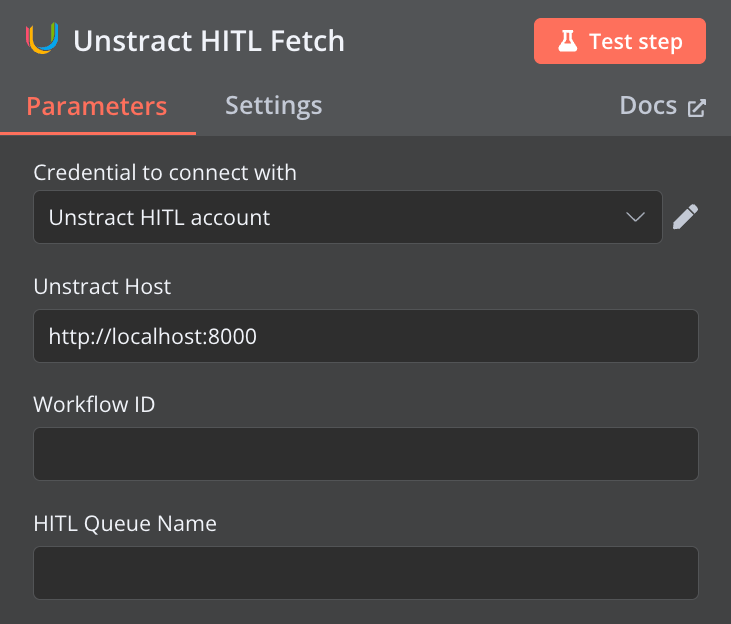 Unstract HITL Fetch
Test step
Parameters
Settings
Docs
Credential to connect with
Unstract HITL account
Unstract Host
http://localhost:8000
Workflow ID
HITL Queue Name